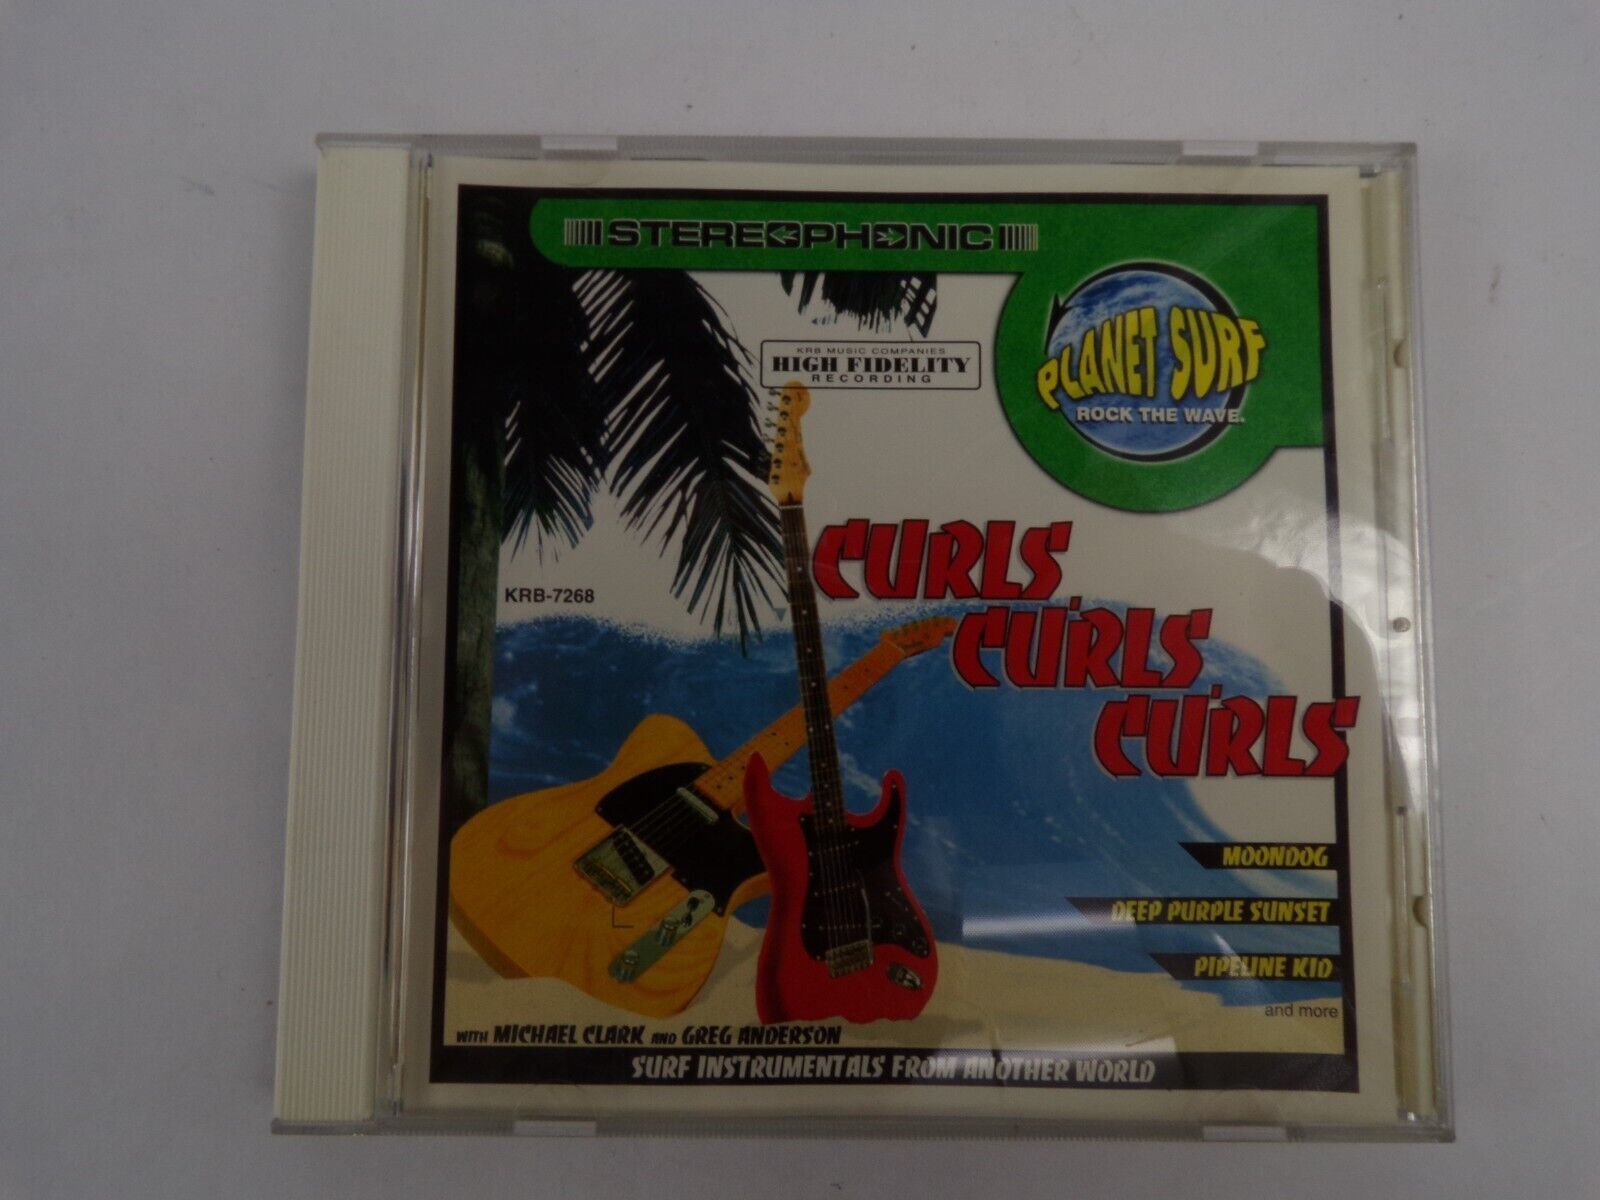 STEREOPHONIC
PLANET SURF
ROCK THE WAVE.
KRB MUSIC COMPANIES
HIGH FIDELITY
RECORDING
CURLS,
CURLS,
CURLS
KRB-7268
MOONDOG
DEEP PURPLE SUNSET
PIPELINE KID
and more
WITH MICHAEL CLARK AND GREG ANDERSON
SURF INSTRUMENTALS FROM ANOTHER WORLD